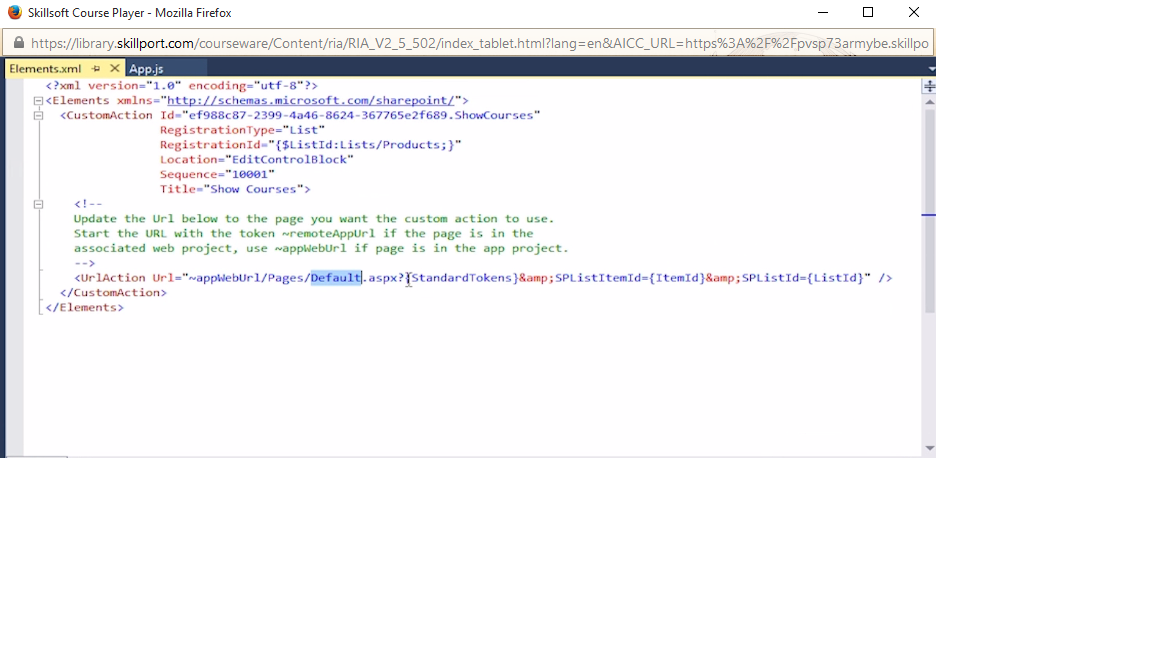 Skillsoft Course Player - Mozilla Firefox
https://library.skillport.com/courseware/Content/ria/RIA_V2_5_502/index_tablet.html?lang=en&AICC_URL=https%3A%2F%2Fpvsp73armybe.skillpo
Elements.xml App.js
<?xml version="1.0" encoding="utf-8"?>
<Elements xmlns="http://schemas.microsoft.com/sharepoint/">
<CustomAction Id="ef988c87-2399-4a46-8624-367765e2f689.ShowCourses"
RegistrationType="List"
RegistrationId="{$ListId:Lists/Products;}"
Location="EditControlBlock"
Sequence="10001"
Title="Show Courses">
<!--
Update the Url below to the page you want the custom action to use.
Start the URL with the token ~remoteAppUrl if the page is in the
associated web project, use ~appWebUrl if page is in the app project.
-->
<UrlAction Url="~appWebUrl/Pages/Default.aspx?{StandardTokens}&amp;SPListItemId={ItemId}&amp;SPListId={ListId}" />
</CustomAction>
</Elements>